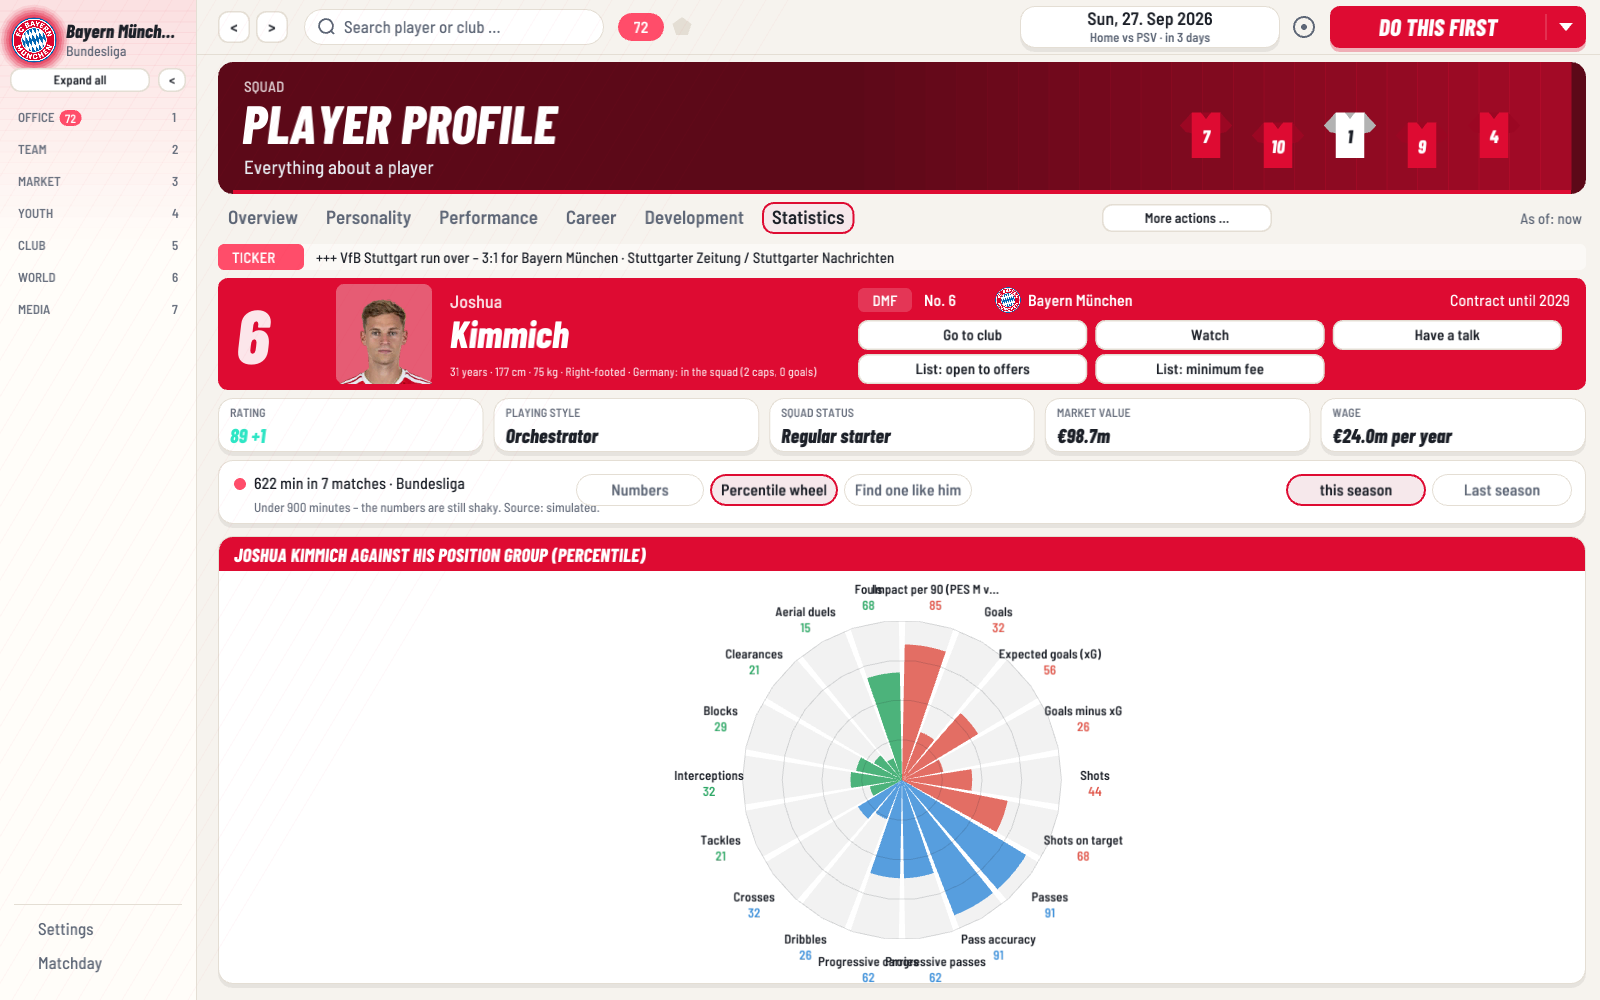 Bayern Münch...
Bundesliga
Expand all
<
OFFICE 72 1
TEAM 2
MARKET 3
YOUTH 4
CLUB 5
WORLD 6
MEDIA 7
Settings
Matchday
< >
Search player or club ...
72
Sun, 27. Sep 2026
Home vs PSV · in 3 days
DO THIS FIRST
SQUAD
PLAYER PROFILE
Everything about a player
7
10
1
9
4
Overview Personality Performance Career Development Statistics
More actions ...
As of: now
TICKER
+++ VfB Stuttgart run over – 3:1 for Bayern München · Stuttgarter Zeitung / Stuttgarter Nachrichten
6
Joshua
Kimmich
31 years · 177 cm · 75 kg · Right-footed · Germany: in the squad (2 caps, 0 goals)
DMF No. 6 Bayern München Contract until 2029
Go to club Watch Have a talk
List: open to offers List: minimum fee
RATING
89 +1
PLAYING STYLE
Orchestrator
SQUAD STATUS
Regular starter
MARKET VALUE
€98.7m
WAGE
€24.0m per year
622 min in 7 matches · Bundesliga
Under 900 minutes – the numbers are still shaky. Source: simulated.
Numbers Percentile wheel Find one like him
this season Last season
JOSHUA KIMMICH AGAINST HIS POSITION GROUP (PERCENTILE)
Impact per 90 (PES M v...
85
Goals
32
Expected goals (xG)
56
Goals minus xG
26
Shots
44
Shots on target
68
Passes
91
Pass accuracy
91
Progressive passes
62
Progressive carries
62
Dribbles
26
Crosses
32
Tackles
21
Interceptions
32
Blocks
29
Clearances
21
Aerial duels
15
Fouls
68